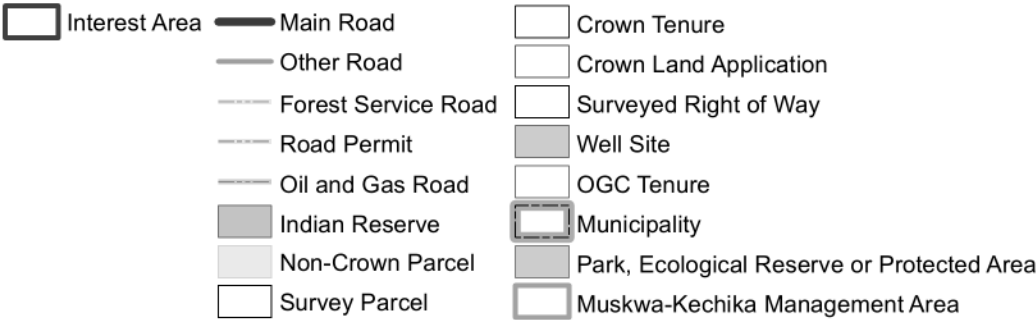 Interest Area
Main Road
Other Road
Forest Service Road
Road Permit
Oil and Gas Road
Indian Reserve
Non-Crown Parcel
Survey Parcel
Crown Tenure
Crown Land Application
Surveyed Right of Way
Well Site
OGC Tenure
Municipality
Park, Ecological Reserve or Protected Area
Muskwa-Kechika Management Area